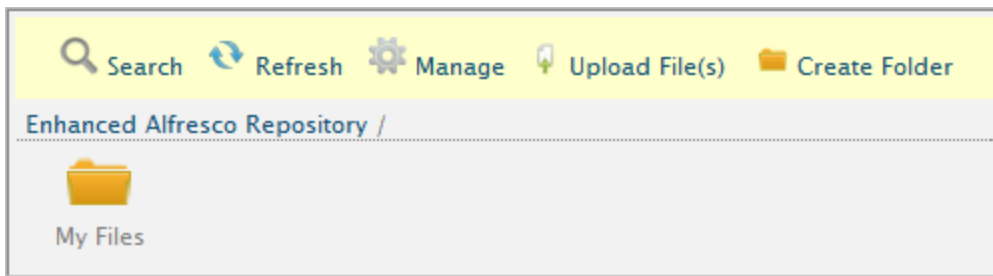 Search Refresh Manage Upload File(s) Create Folder
Enhanced Alfresco Repository /
My Files